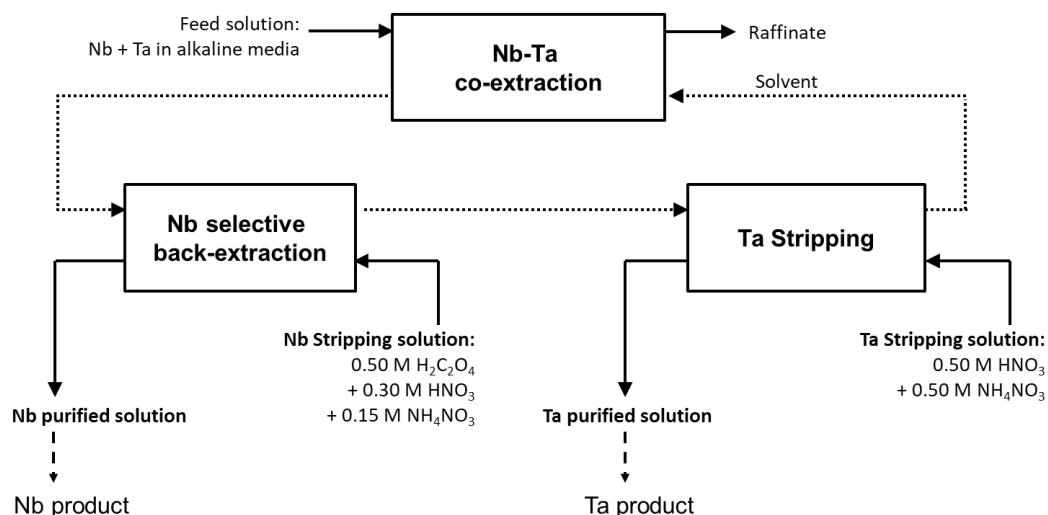 Feed solution:
Nb + Ta in alkaline media
Nb-Ta
co-extraction
Raffinate
Solvent
Nb selective
back-extraction
Ta Stripping
Nb Stripping solution:
0.50 M H₂C₂O₄
+ 0.30 M HNO₃
+ 0.15 M NH₄NO₃
Ta Stripping solution:
0.50 M HNO₃
+ 0.50 M NH₄NO₃
Nb purified solution
Ta purified solution
Nb product
Ta product